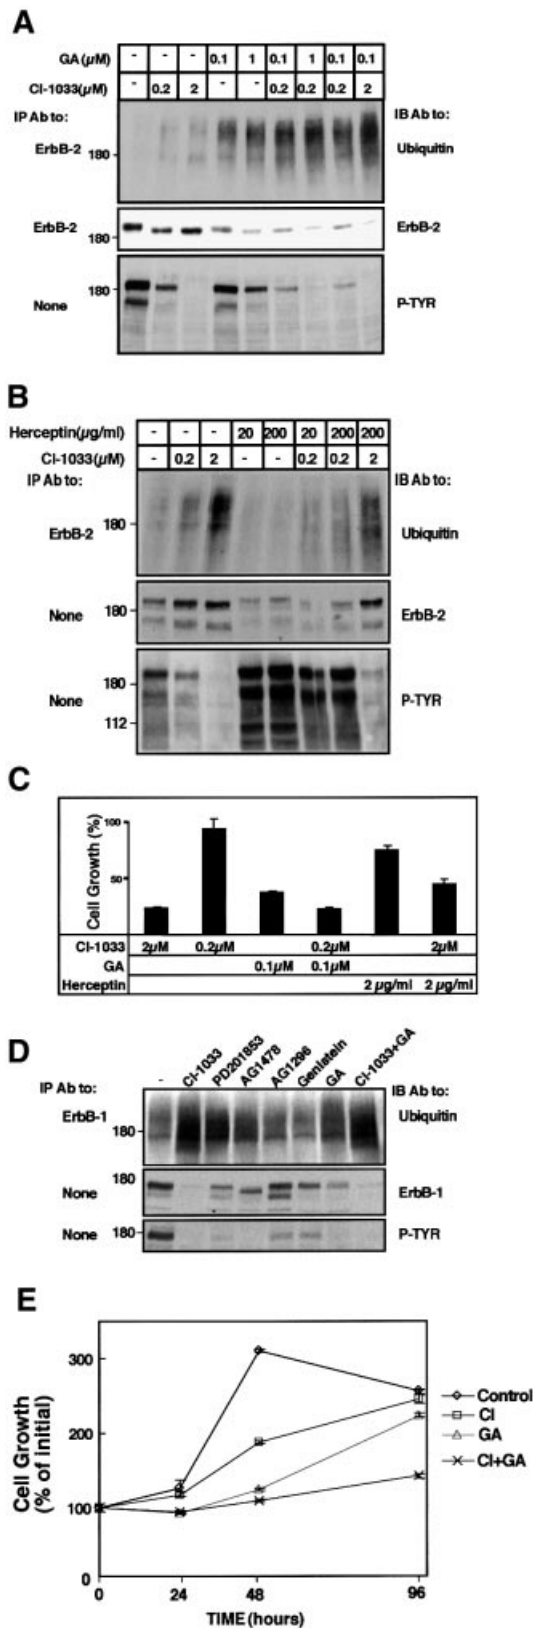 A
GA (µM) - - - 0.1 1 0.1 1 0.1 0.1
CI-1033(µM) - 0.2 2 - - 0.2 0.2 0.2 2
IP Ab to: IB Ab to:
ErbB-2 180 Ubiquitin
ErbB-2 180 ErbB-2
None 180 P-TYR
B
Herceptin(µg/ml) - - - 20 200 20 200 200
CI-1033(µM) - 0.2 2 - - 0.2 0.2 2
IP Ab to: IB Ab to:
ErbB-2 180 Ubiquitin
None 180 ErbB-2
None 180 P-TYR
112
C
Cell Growth (%)
100
50
CI-1033 2µM 0.2µM 0.2µM 2µM
GA 0.1µM 0.1µM
Herceptin 2 µg/ml 2 µg/ml
D
- CI-1033 PD201853 AG1478 AG1296 Genistein GA CI-1033+GA
IP Ab to: IB Ab to:
ErbB-1 180 Ubiquitin
None 180 ErbB-1
None 180 P-TYR
E
Cell Growth
(% of initial)
300
200
100
0
0 24 48 96
TIME (hours)
Control
CI
GA
CI+GA